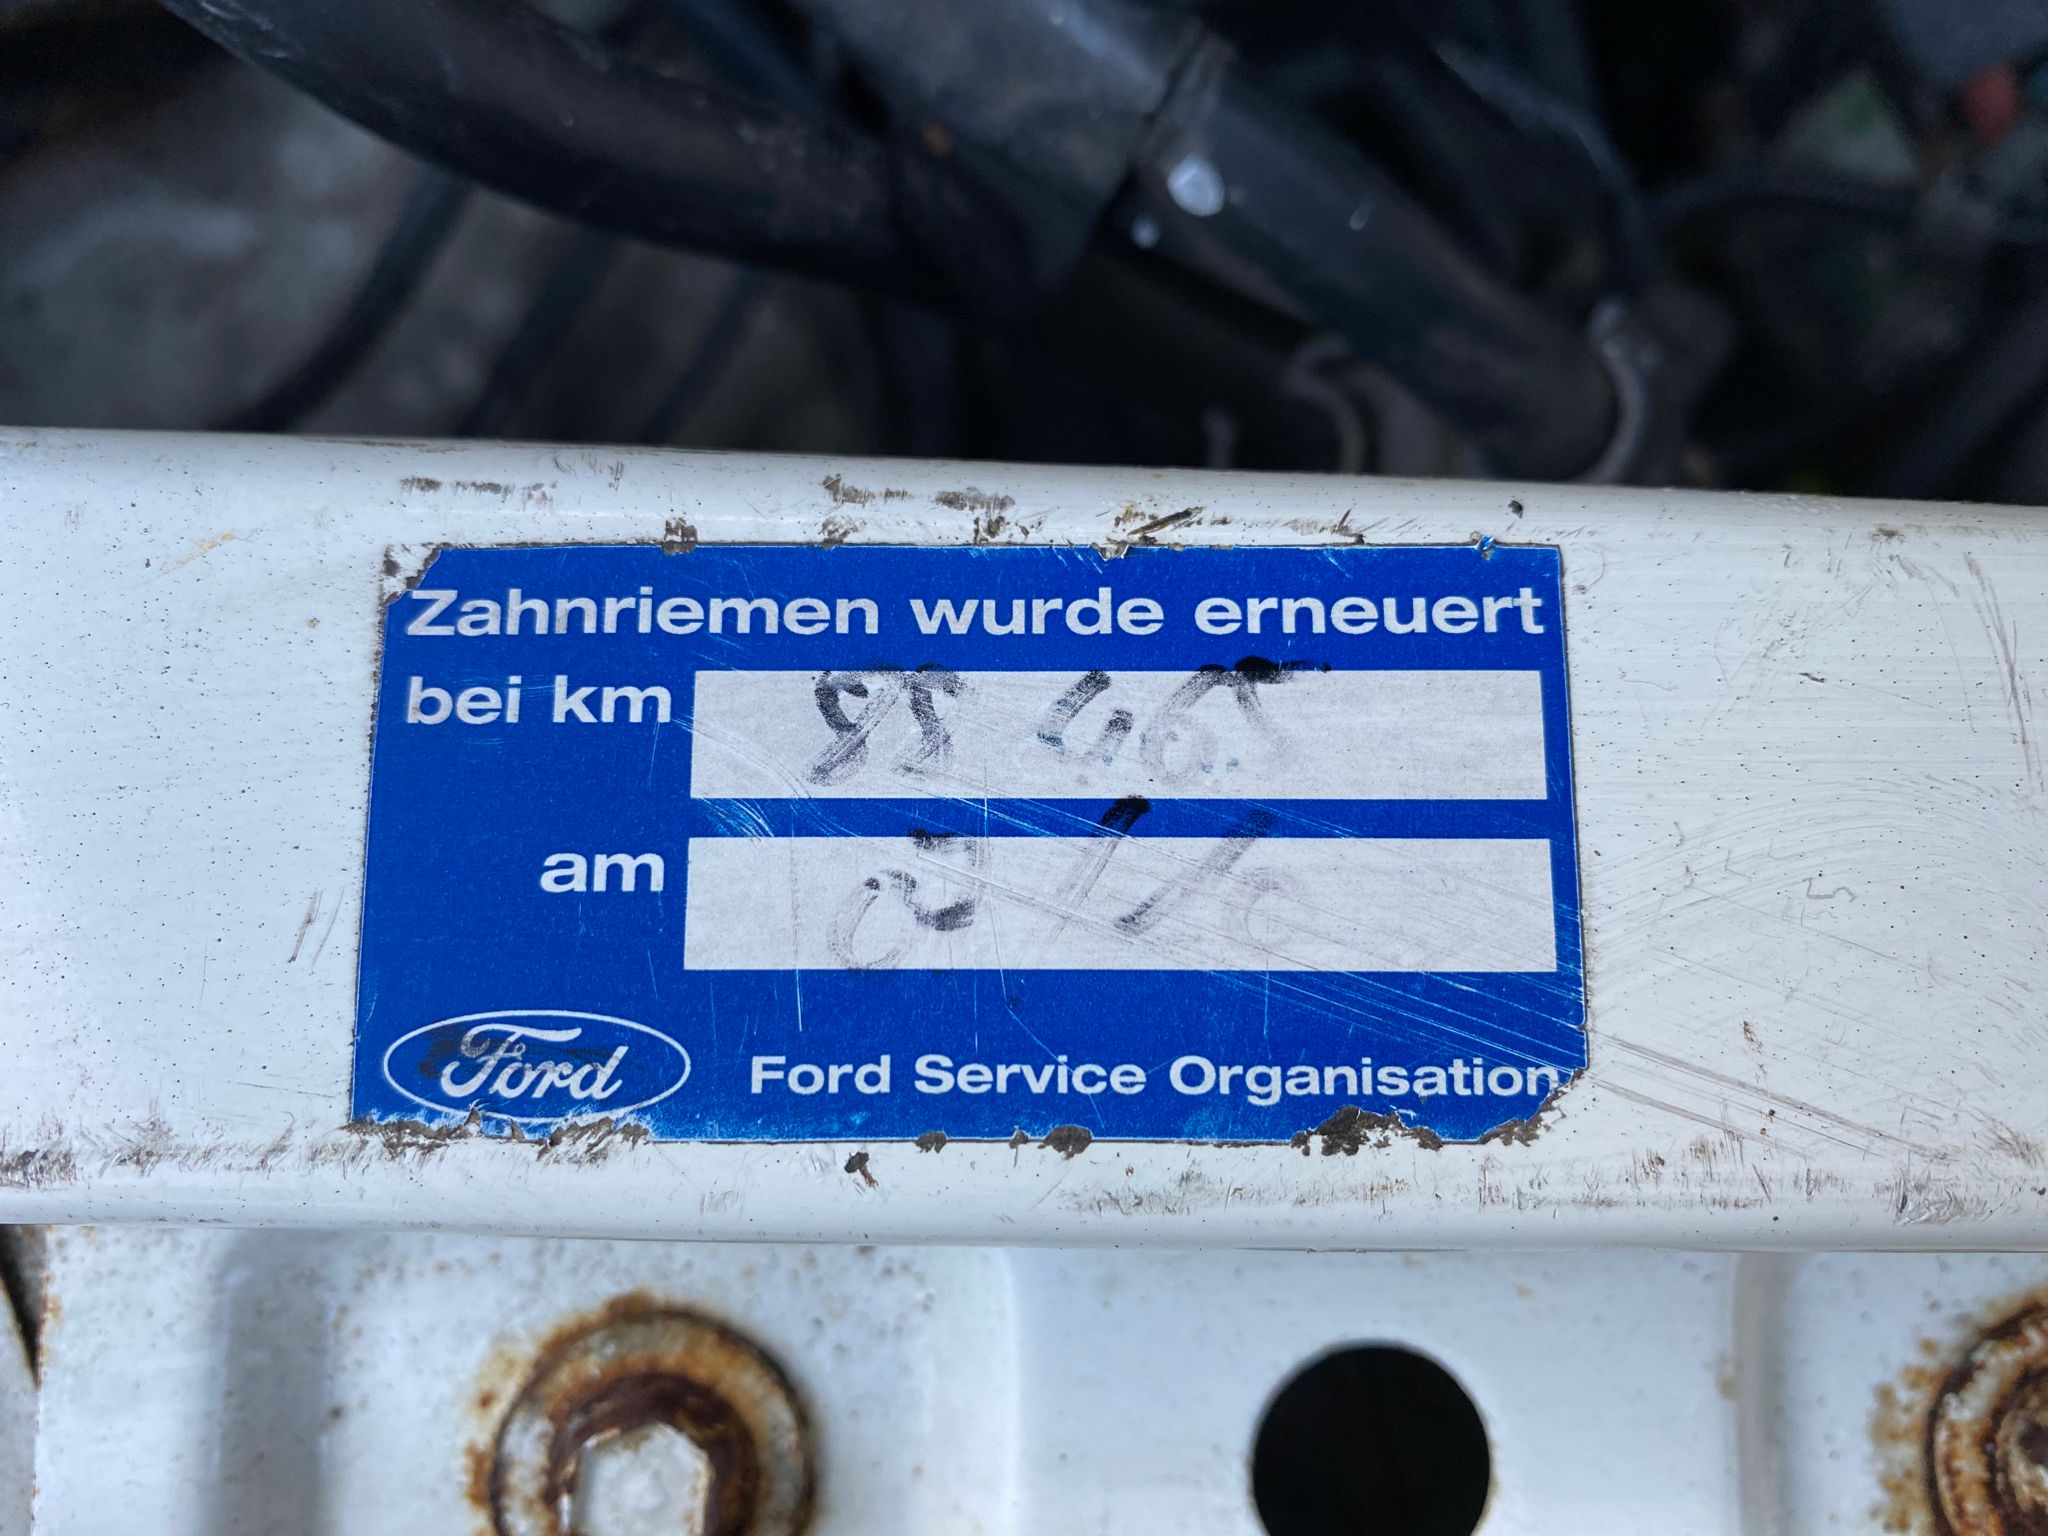 Zahnriemen wurde erneuert
bei km
am
Ford Ford Service Organisation